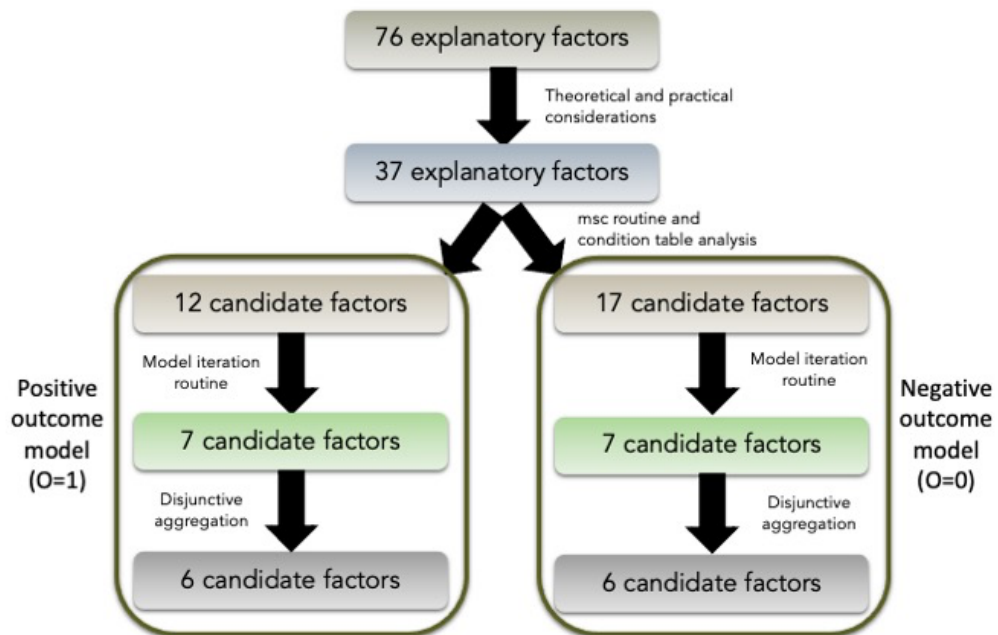 76 explanatory factors
Theoretical and practical
considerations
37 explanatory factors
msc routine and
condition table analysis
Positive
outcome
model
(O=1)
12 candidate factors
Model iteration
routine
7 candidate factors
Disjunctive
aggregation
6 candidate factors
17 candidate factors
Model iteration
routine
7 candidate factors
Disjunctive
aggregation
6 candidate factors
Negative
outcome
model
(O=0)